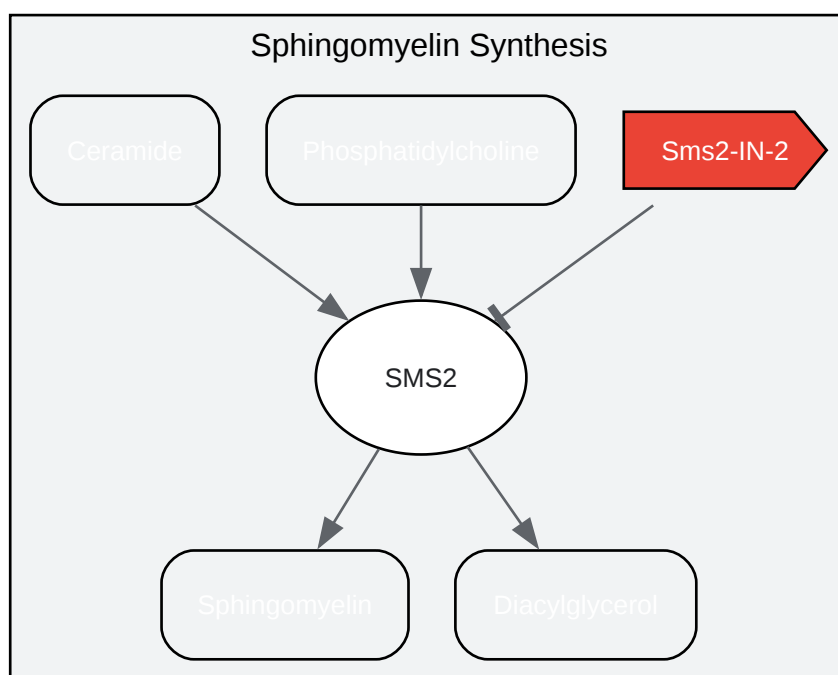 Sphingomyelin Synthesis
Ceramide
Phosphatidylcholine
Sms2-IN-2
SMS2
Sphingomyelin
Diacylglycerol